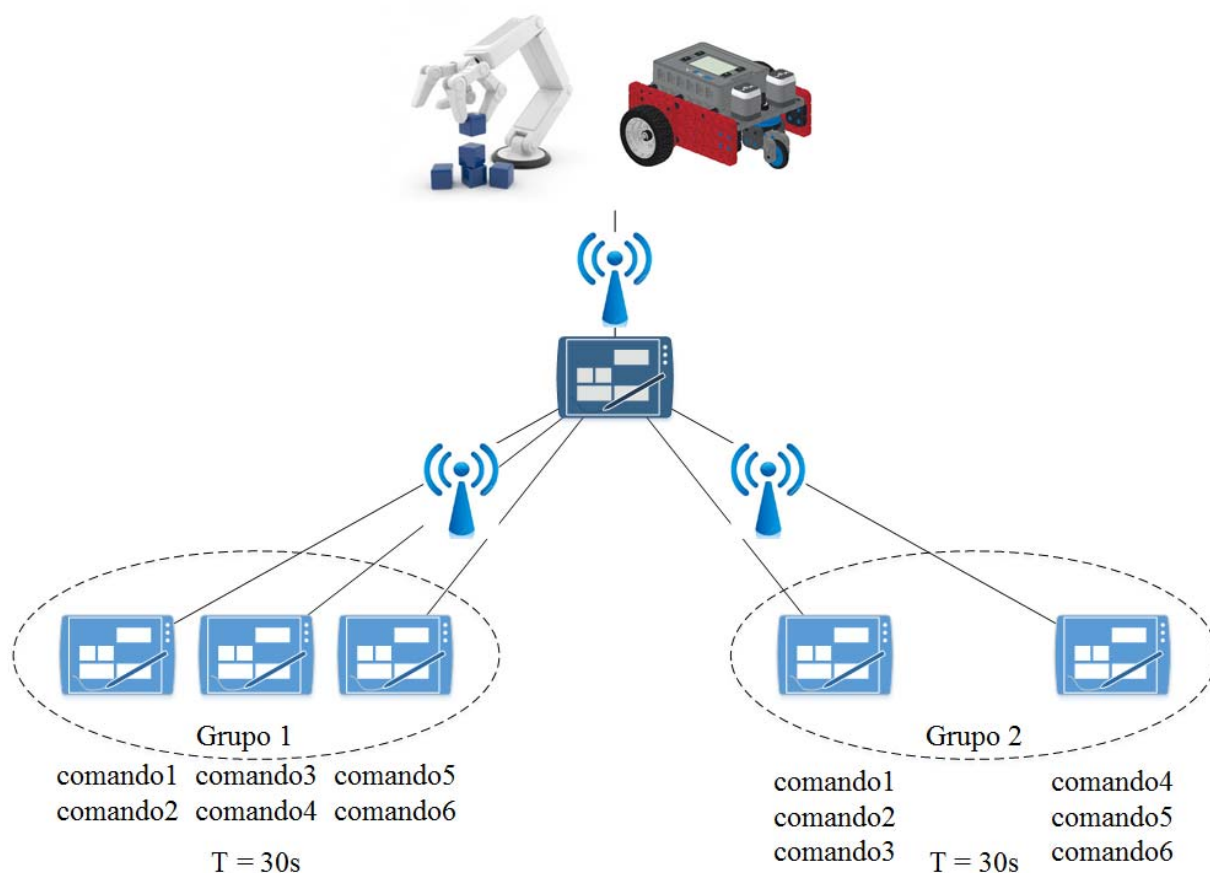 Grupo 1
Grupo 2
comando1 comando3 comando5
comando2 comando4 comando6
T = 30s
comando1 comando4
comando2 comando5
comando3 comando6
T = 30s